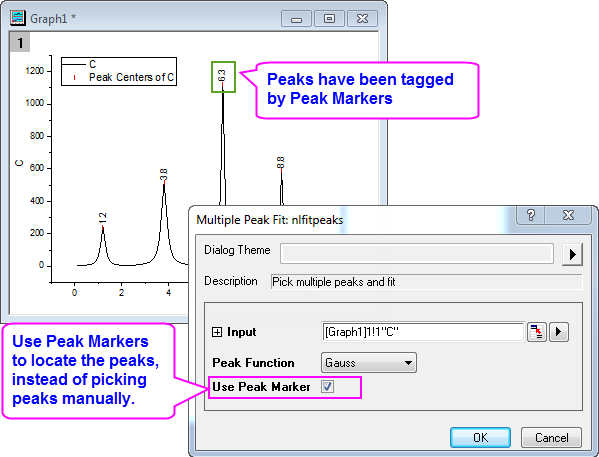 Graph1 *
1
C
Peak Centers of C
1200
800
600
400
200
0
C
0
2
4
1.2
3.8
6.3
8.8
Peaks have been tagged
by Peak Markers
Multiple Peak Fit: nlfitpeaks
Dialog Theme
Description
Pick multiple peaks and fit
Input
[Graph1]1!1"C"
Peak Function
Gauss
Use Peak Marker
OK
Cancel
Use Peak Markers
to locate the peaks,
instead of picking
peaks manually.